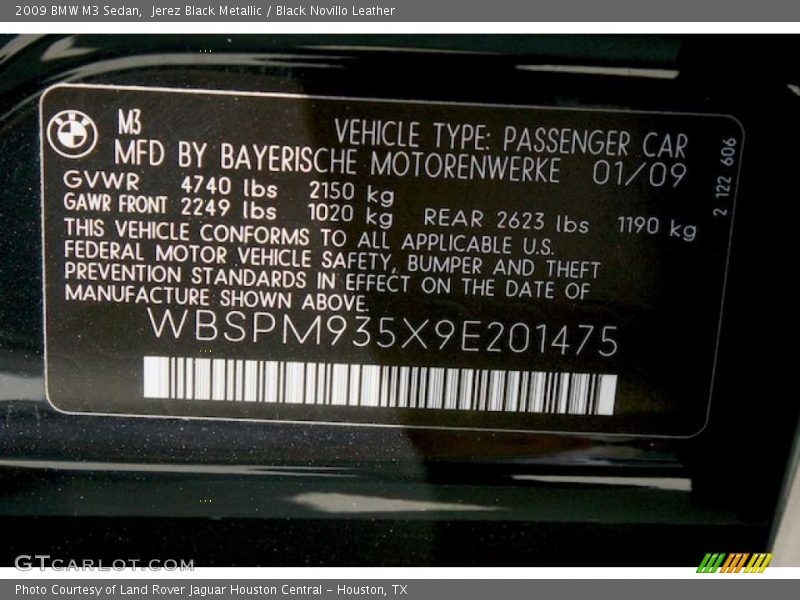 2009 BMW M3 Sedan,  Jerez Black Metallic / Black Novillo Leather
M3
VEHICLE TYPE: PASSENGER CAR
MFD BY BAYERISCHE MOTORENWERKE 01/09
GVWR 4740 lbs 2150 kg
GAWR FRONT 2249 lbs 1020 kg REAR 2623 lbs 1190 kg
THIS VEHICLE CONFORMS TO ALL APPLICABLE U.S.
FEDERAL MOTOR VEHICLE SAFETY, BUMPER AND THEFT
PREVENTION STANDARDS IN EFFECT ON THE DATE OF
MANUFACTURE SHOWN ABOVE.
WBSPM935X9E201475
2 122 606
GTCARLOT.COM
Photo Courtesy of Land Rover Jaguar Houston Central - Houston, TX